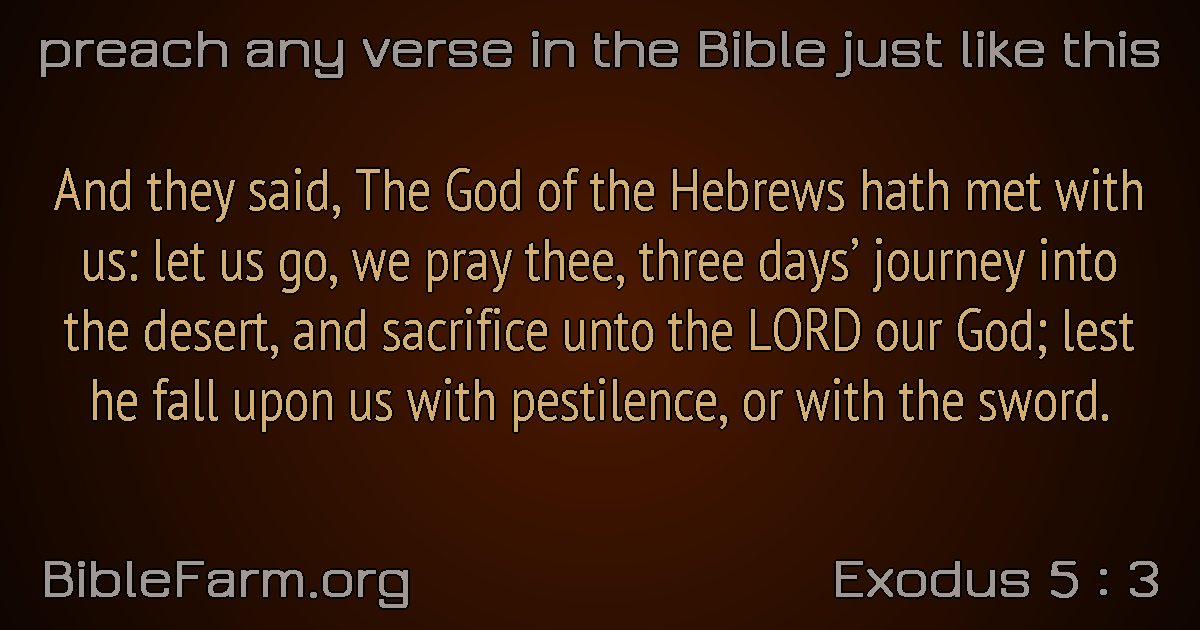 preach any verse in the Bible just like this
And they said, The God of the Hebrews hath met with
us: let us go, we pray thee, three days’ journey into
the desert, and sacrifice unto the LORD our God; lest
he fall upon us with pestilence, or with the sword.
BibleFarm.org
Exodus 5 : 3